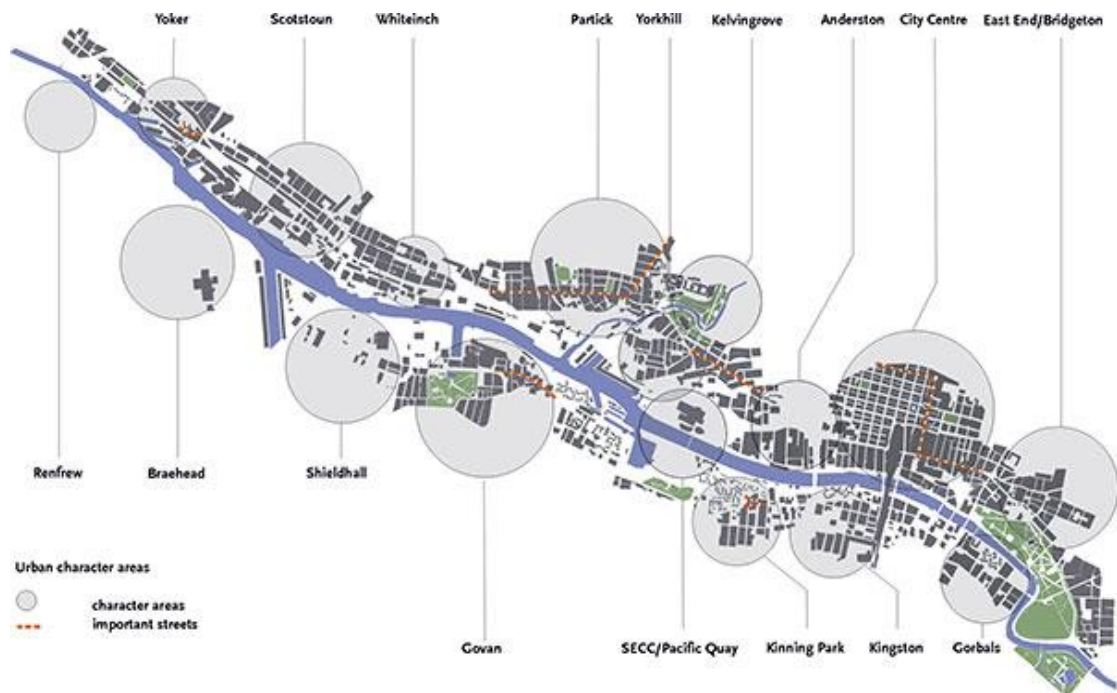 Yoker
Scotstoun
Whiteinch
Partick
Yorkhill
Kelvingrove
Anderston
City Centre
East End/Bridgeton
Renfrew
Braehead
Shieldhall
Urban character areas
character areas
important streets
Govan
SECC/Pacific Quay
Kinning Park
Kingston
Gorbals